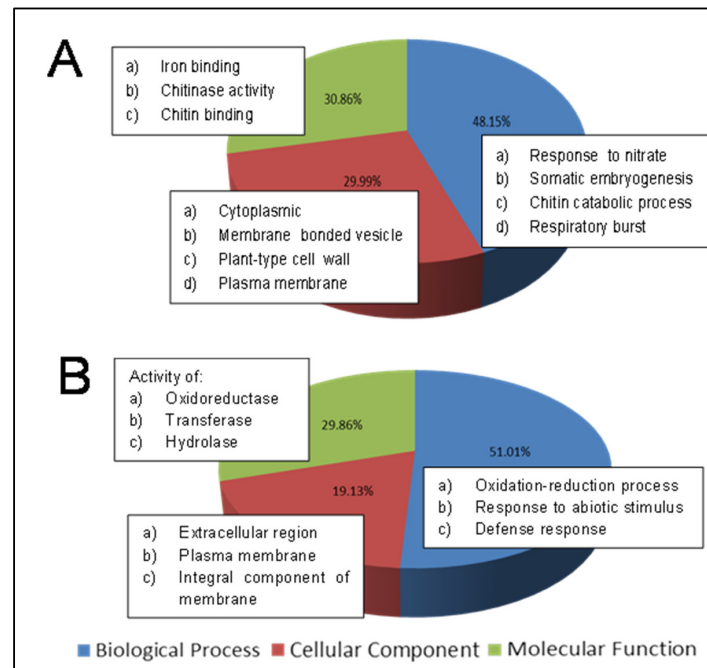 A
a) Iron binding
b) Chitinase activity
c) Chitin binding
30.86%
48.15%
a) Response to nitrate
b) Somatic embryogenesis
c) Chitin catabolic process
d) Respiratory burst
29.99%
a) Cytoplasmic
b) Membrane bonded vesicle
c) Plant-type cell wall
d) Plasma membrane
B
Activity of:
a) Oxidoreductase
b) Transferase
c) Hydrolase
29.86%
51.01%
a) Oxidation-reduction process
b) Response to abiotic stimulus
c) Defense response
19.13%
a) Extracellular region
b) Plasma membrane
c) Integral component of
membrane
Biological Process Cellular Component Molecular Function